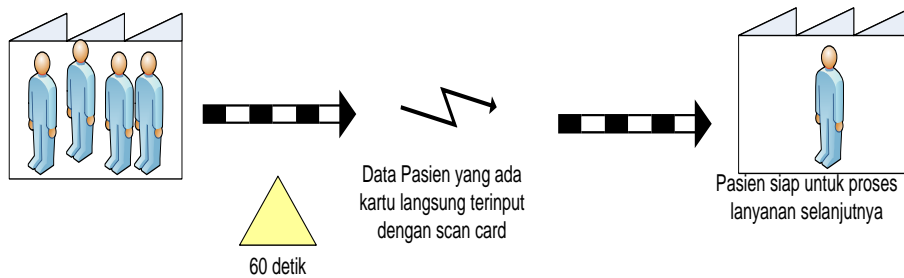 60 detik
Data Pasien yang ada
kartu langsung terinput
dengan scan card
Pasien siap untuk proses
lanyanan selanjutnya